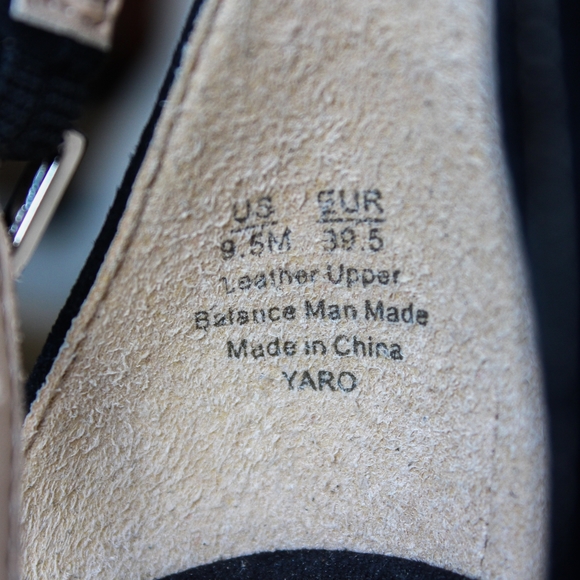 US EUR
9.5M 39.5
Leather Upper
Balance Man Made
Made in China
YARO